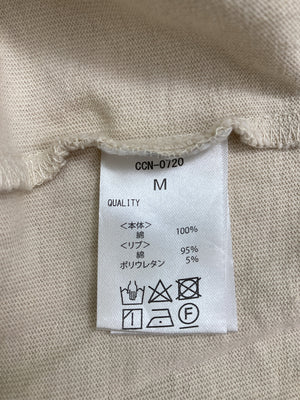 CCN-0720
M
QUALITY
<本体>
綿 100%
<リブ>
綿 95%
ポリウレタン 5%
F